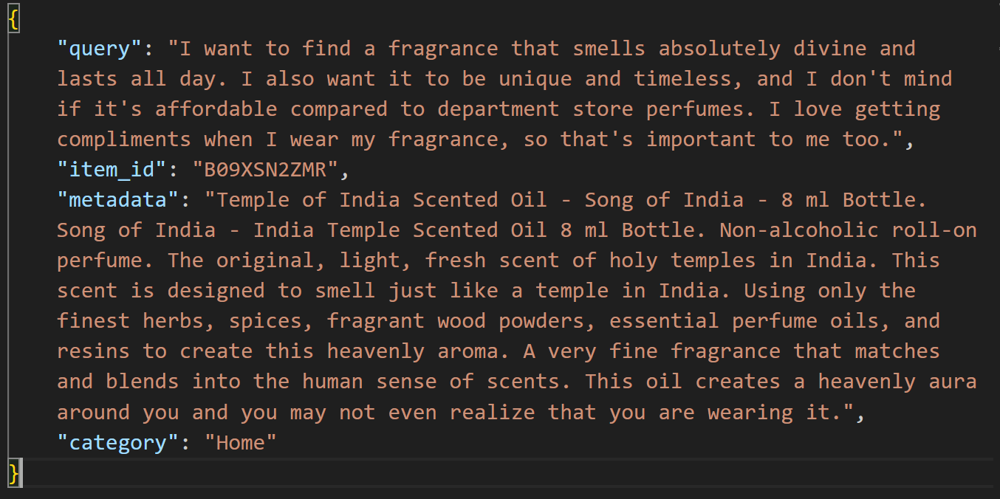 {
"query": "I want to find a fragrance that smells absolutely divine and
lasts all day. I also want it to be unique and timeless, and I don't mind
if it's affordable compared to department store perfumes. I love getting
compliments when I wear my fragrance, so that's important to me too.",
"item_id": "B09XSN2ZMR",
"metadata": "Temple of India Scented Oil - Song of India - 8 ml Bottle.
Song of India - India Temple Scented Oil 8 ml Bottle. Non-alcoholic roll-on
perfume. The original, light, fresh scent of holy temples in India. This
scent is designed to smell just like a temple in India. Using only the
finest herbs, spices, fragrant wood powders, essential perfume oils, and
resins to create this heavenly aroma. A very fine fragrance that matches
and blends into the human sense of scents. This oil creates a heavenly aura
around you and you may not even realize that you are wearing it.",
"category": "Home"
}